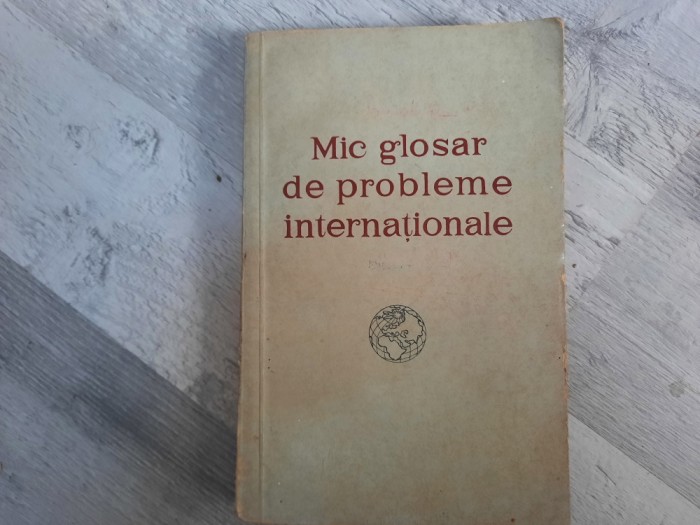 Mic glosar
de probleme
internaționale